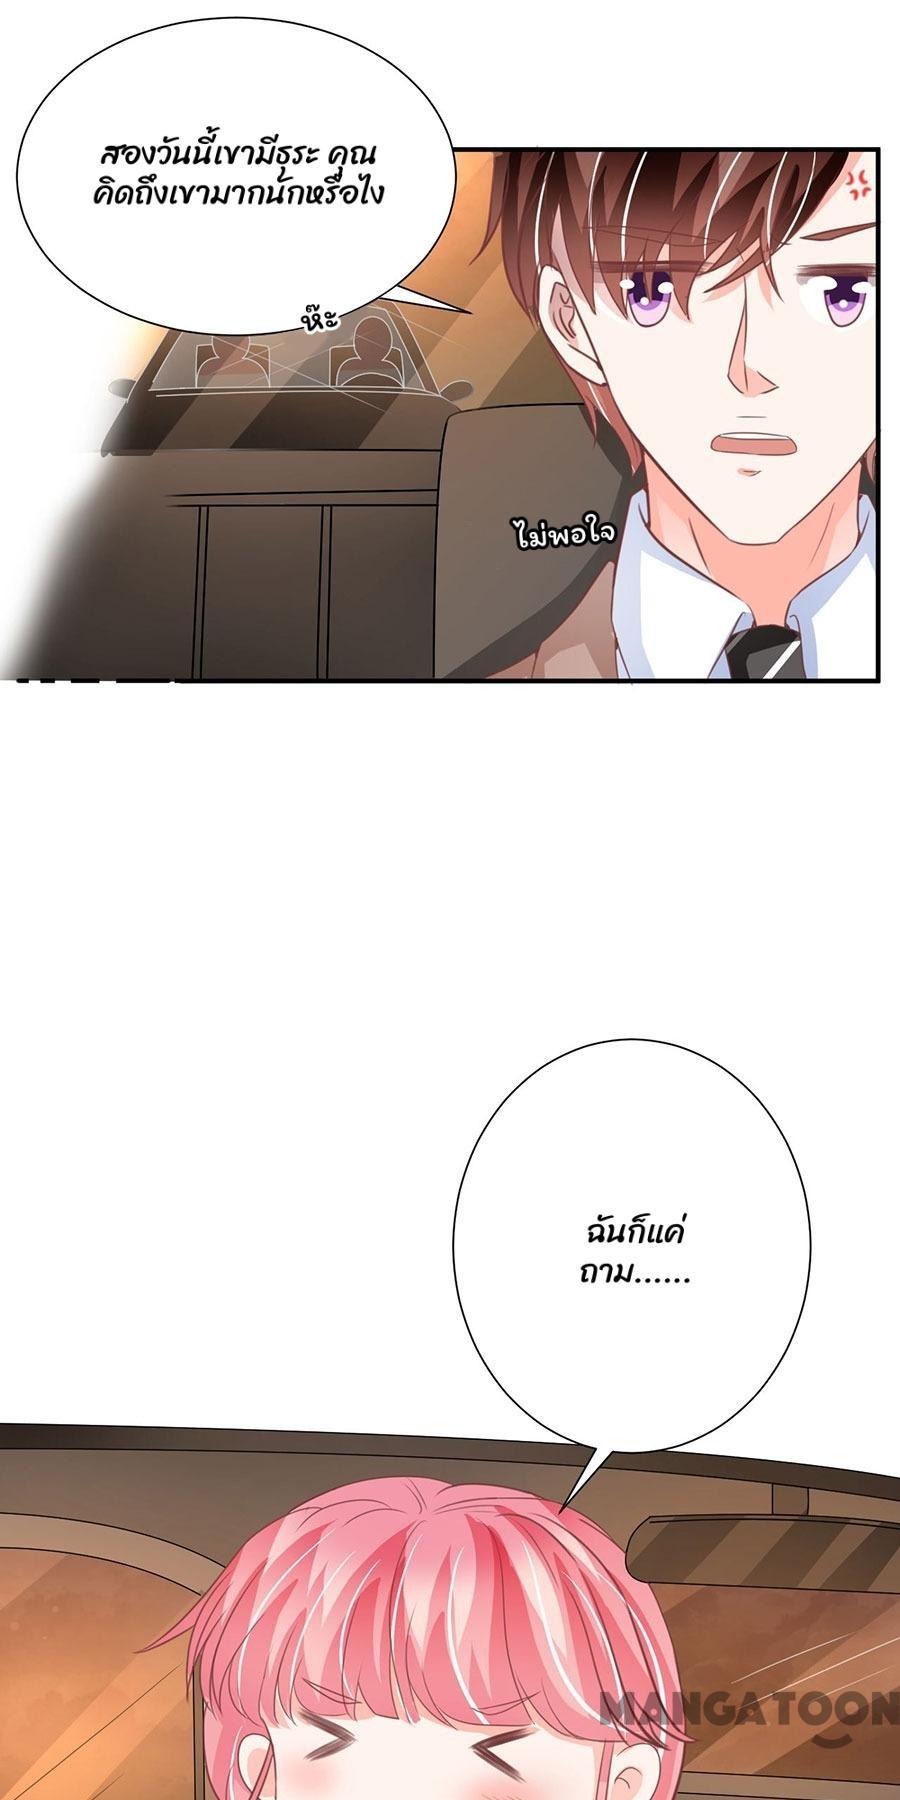 สองวันนี้เขามีธุระ คุณ
คิดถึงเขามากนักหรือไง
ห๊ะ
ไม่พอใจ
ฉันก็แค่
ถาม......
MANGATOON